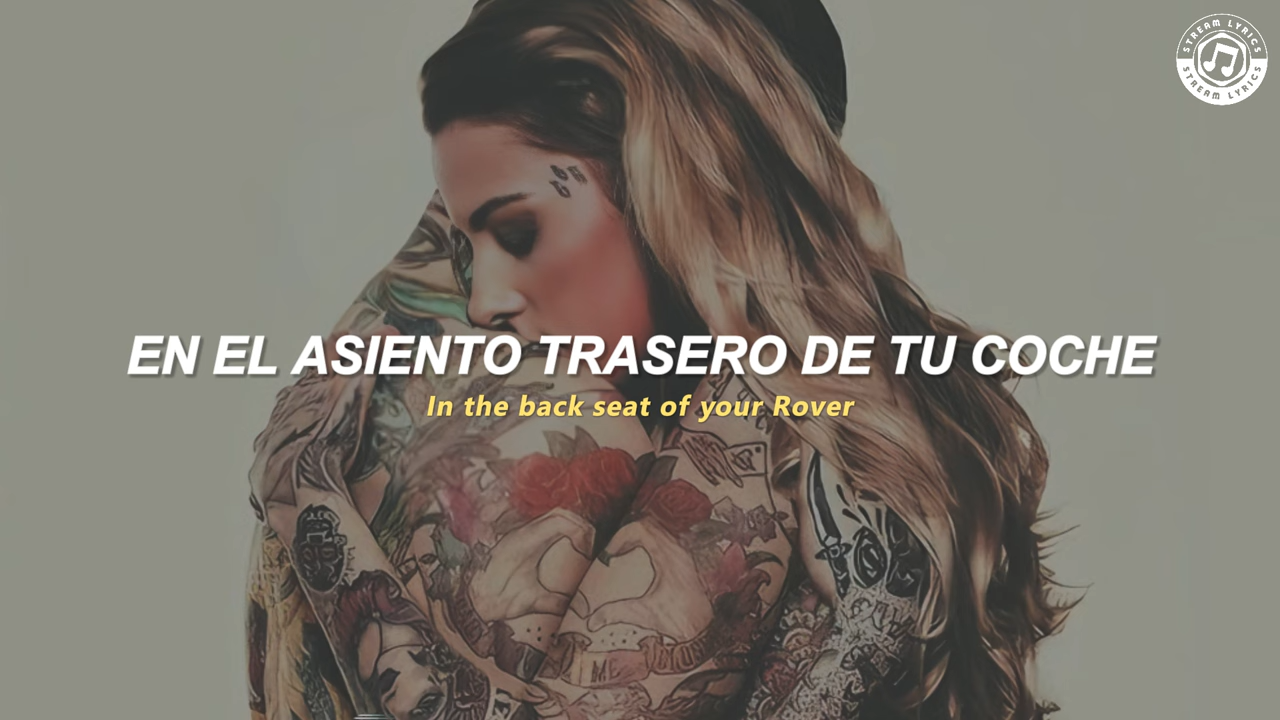 STREAM LYRICS
STREAM LYRICS
EN EL ASIENTO TRASERO DE TU COCHE
In the back seat of your Rover